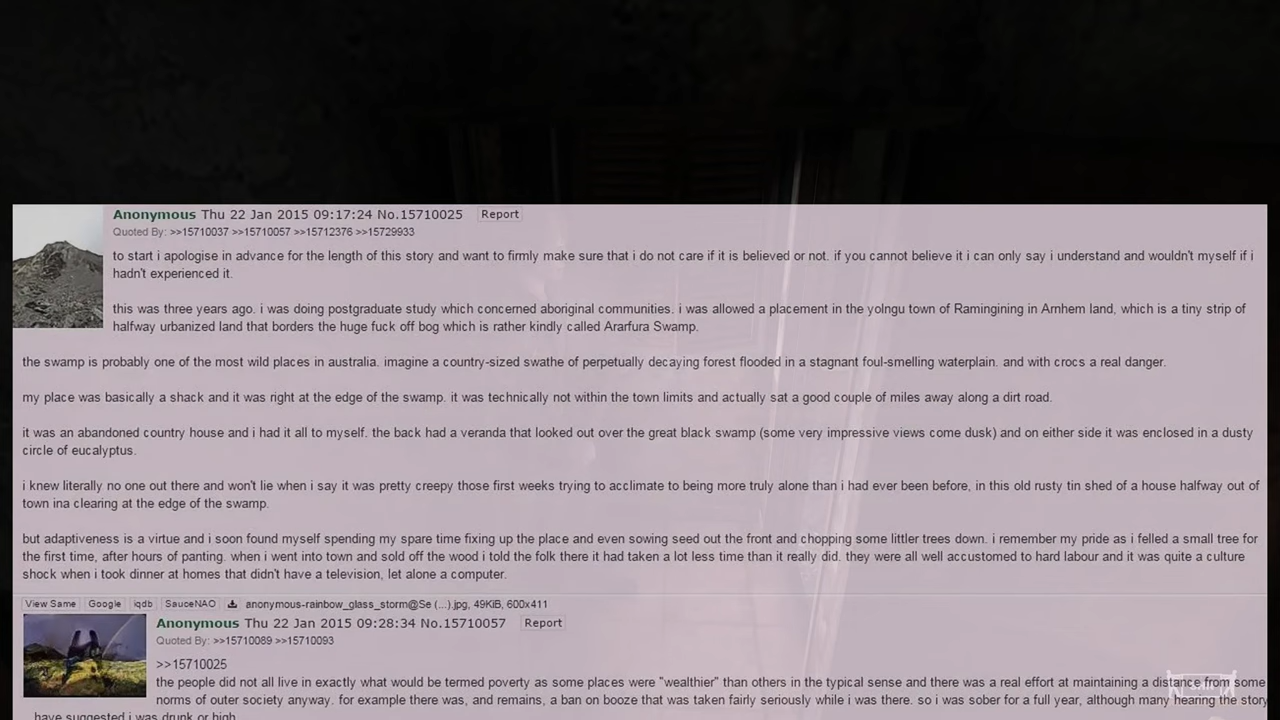 Anonymous Thu 22 Jan 2015 09:17:24 No.15710025 Report
Quoted By: >>15710037 >>15710057 >>15712376 >>15729933
to start i apologise in advance for the length of this story and want to firmly make sure that i do not care if it is believed or not. if you cannot believe it i can only say i understand and wouldn't myself if i
hadn't experienced it.
this was three years ago. i was doing postgraduate study which concerned aboriginal communities. i was allowed a placement in the yolngu town of Ramingining in Arnhem land, which is a tiny strip of
halfway urbanized land that borders the huge fuck off bog which is rather kindly called Ararfura Swamp.
the swamp is probably one of the most wild places in australia. imagine a country-sized swathe of perpetually decaying forest flooded in a stagnant foul-smelling waterplain. and with crocs a real danger.
my place was basically a shack and it was right at the edge of the swamp. it was technically not within the town limits and actually sat a good couple of miles away along a dirt road.
it was an abandoned country house and i had it all to myself. the back had a veranda that looked out over the great black swamp (some very impressive views come dusk) and on either side it was enclosed in a dusty
circle of eucalyptus.
i knew literally no one out there and won't lie when i say it was pretty creepy those first weeks trying to acclimate to being more truly alone than i had ever been before, in this old rusty tin shed of a house halfway out of
town ina clearing at the edge of the swamp.
but adaptiveness is a virtue and i soon found myself spending my spare time fixing up the place and even sowing seed out the front and chopping some littler trees down. i remember my pride as i felled a small tree for
the first time, after hours of panting. when i went into town and sold off the wood i told the folk there it had taken a lot less time than it really did. they were all well accustomed to hard labour and it was quite a culture
shock when i took dinner at homes that didn't have a television, let alone a computer.
View Same Google iqdb SauceNAO anonymous-rainbow_glass_storm@Se (...).jpg, 49KiB, 600x411
Anonymous Thu 22 Jan 2015 09:28:34 No.15710057 Report
Quoted By: >>15710089 >>15710093
>>15710025
the people did not all live in exactly what would be termed poverty as some places were "wealthier" than others in the typical sense and there was a real effort at maintaining a distance from some
norms of outer society anyway. for example there was, and remains, a ban on booze that was taken fairly seriously while i was there. so i was sober for a full year, although many hearing the story
have suggested i was drunk or high